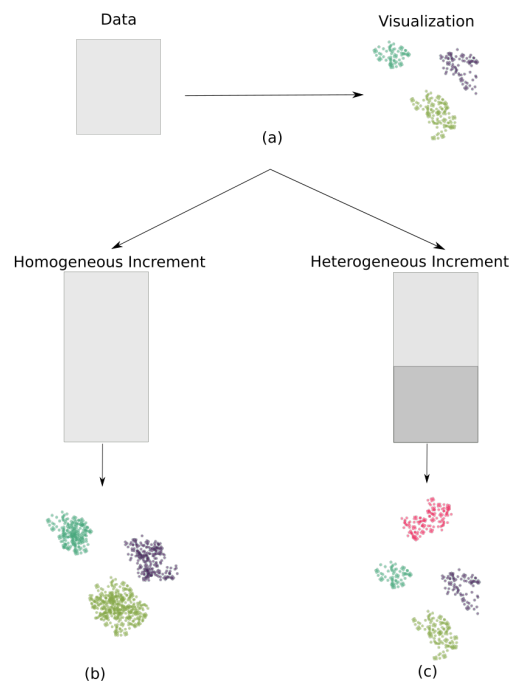 Data
Visualization
(a)
Homogeneous Increment
Heterogeneous Increment
(b)
(c)